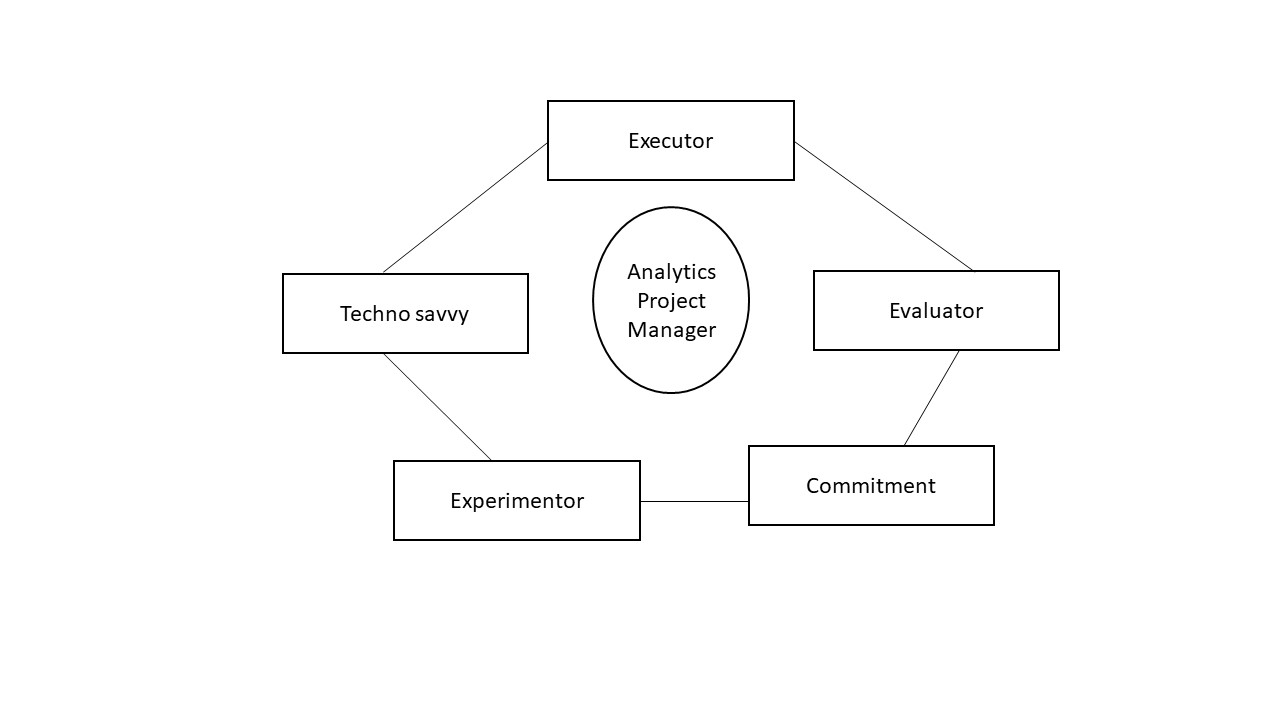 Executor
Analytics
Project
Manager
Techno savvy
Evaluator
Experimentor
Commitment